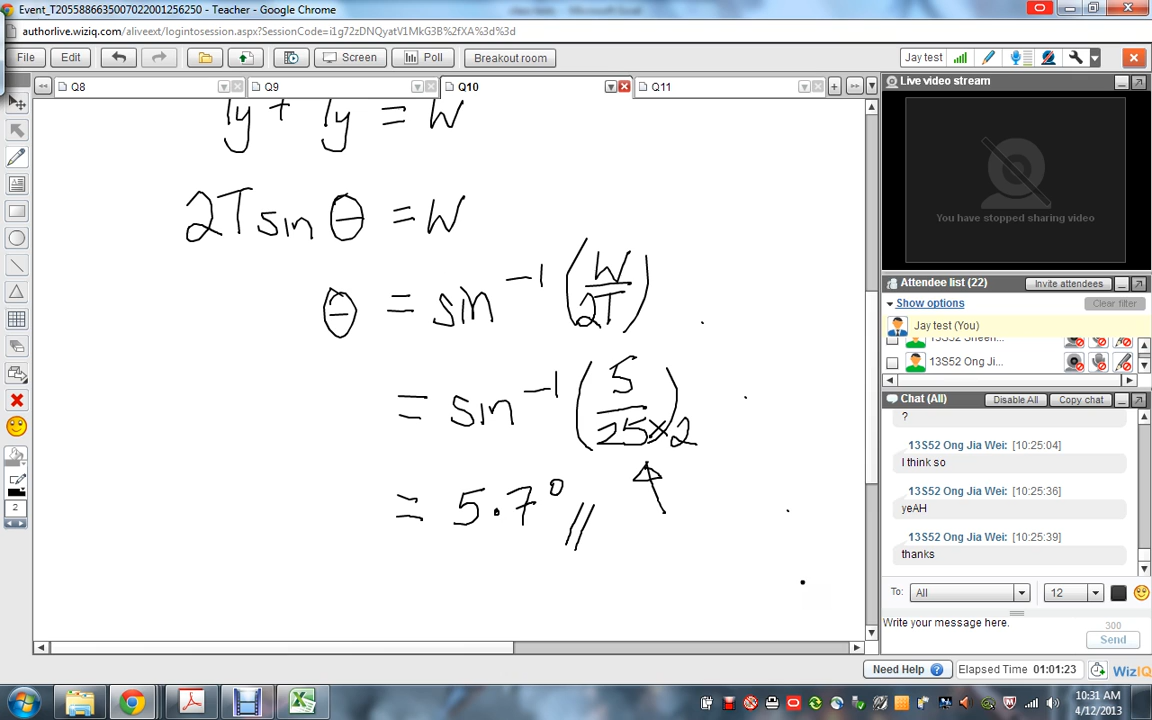 Event_T2055886635007022001256250 - Teacher - Google Chrome
authorlive.wiziq.com/aliveext/logintosession.aspx?SessionCode=i1g72zDNQyatV1MkG3B%2fXA%3d%3d
File Edit Screen Poll Breakout room Jay test
Q8 Q9 Q10 Q11
Ty + Ty = W
2T sin θ = W
θ = sin⁻¹ (W/2T)
= sin⁻¹ (5/25×2)
= 5.7°
Live video stream
You have stopped sharing video
Attendee list (22) Invite attendees
Show options Clear filter
Jay test (You)
13S52 Ong Ji...
Chat (All) Disable All Copy chat
?
13S52 Ong Jia Wei: [10:25:04]
I think so
13S52 Ong Jia Wei: [10:25:36]
yeAH
13S52 Ong Jia Wei: [10:25:39]
thanks
To: All 12
Write your message here.
300
Send
2
Need Help ? Elapsed Time 01:01:23 WizIQ
10:31 AM
4/12/2013